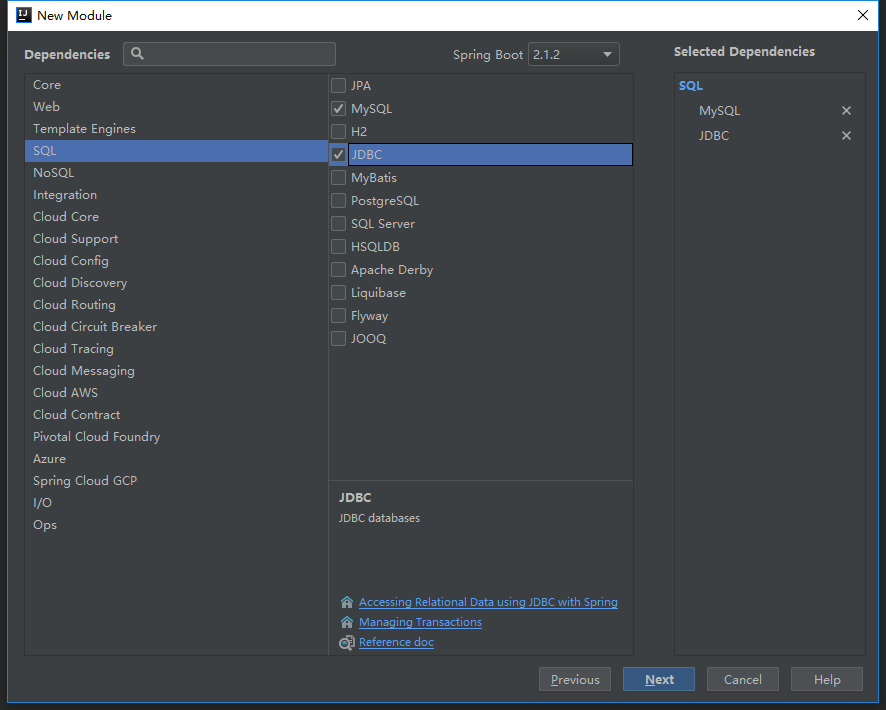 New Module
Dependencies
Spring Boot 2.1.2
Selected Dependencies
Core
Web
Template Engines
SQL
NoSQL
Integration
Cloud Core
Cloud Support
Cloud Config
Cloud Discovery
Cloud Routing
Cloud Circuit Breaker
Cloud Tracing
Cloud Messaging
Cloud AWS
Cloud Contract
Pivotal Cloud Foundry
Azure
Spring Cloud GCP
I/O
Ops
JPA
MySQL
H2
JDBC
MyBatis
PostgreSQL
SQL Server
HSQLDB
Apache Derby
Liquibase
Flyway
JOOQ
JDBC
JDBC databases
Accessing Relational Data using JDBC with Spring
Managing Transactions
Reference doc
SQL
MySQL
JDBC
Previous
Next
Cancel
Help